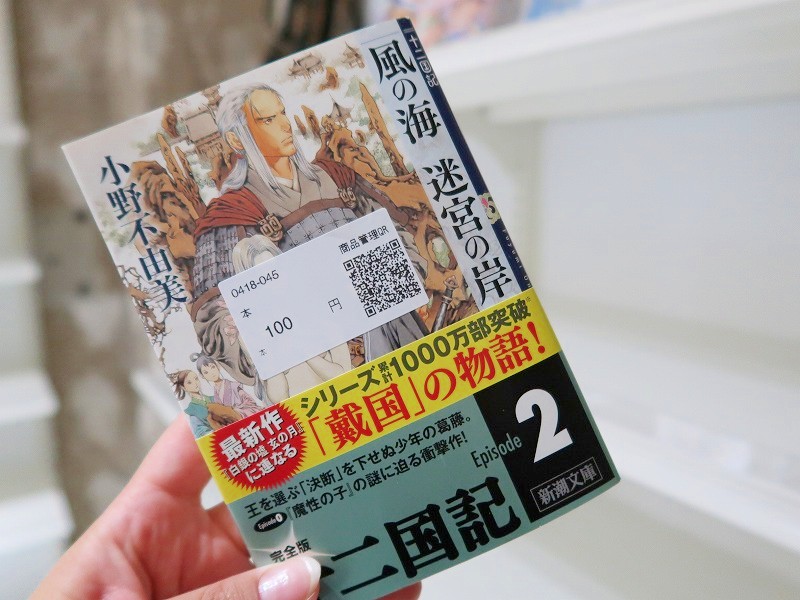 十二国記
風の海 迷宮の岸
小野不由美
商品管理QR
0418-045
本
100 円
本
シリーズ累計1000万部突破
「戴国」の物語!
最新作
『白銀の墟 玄の月』
に連なる
王を選ぶ「決断」を下せぬ少年の葛藤。
『魔性の子』の謎に迫る衝撃作!
Episode 0
Episode 2
新潮文庫
完全版
二国記